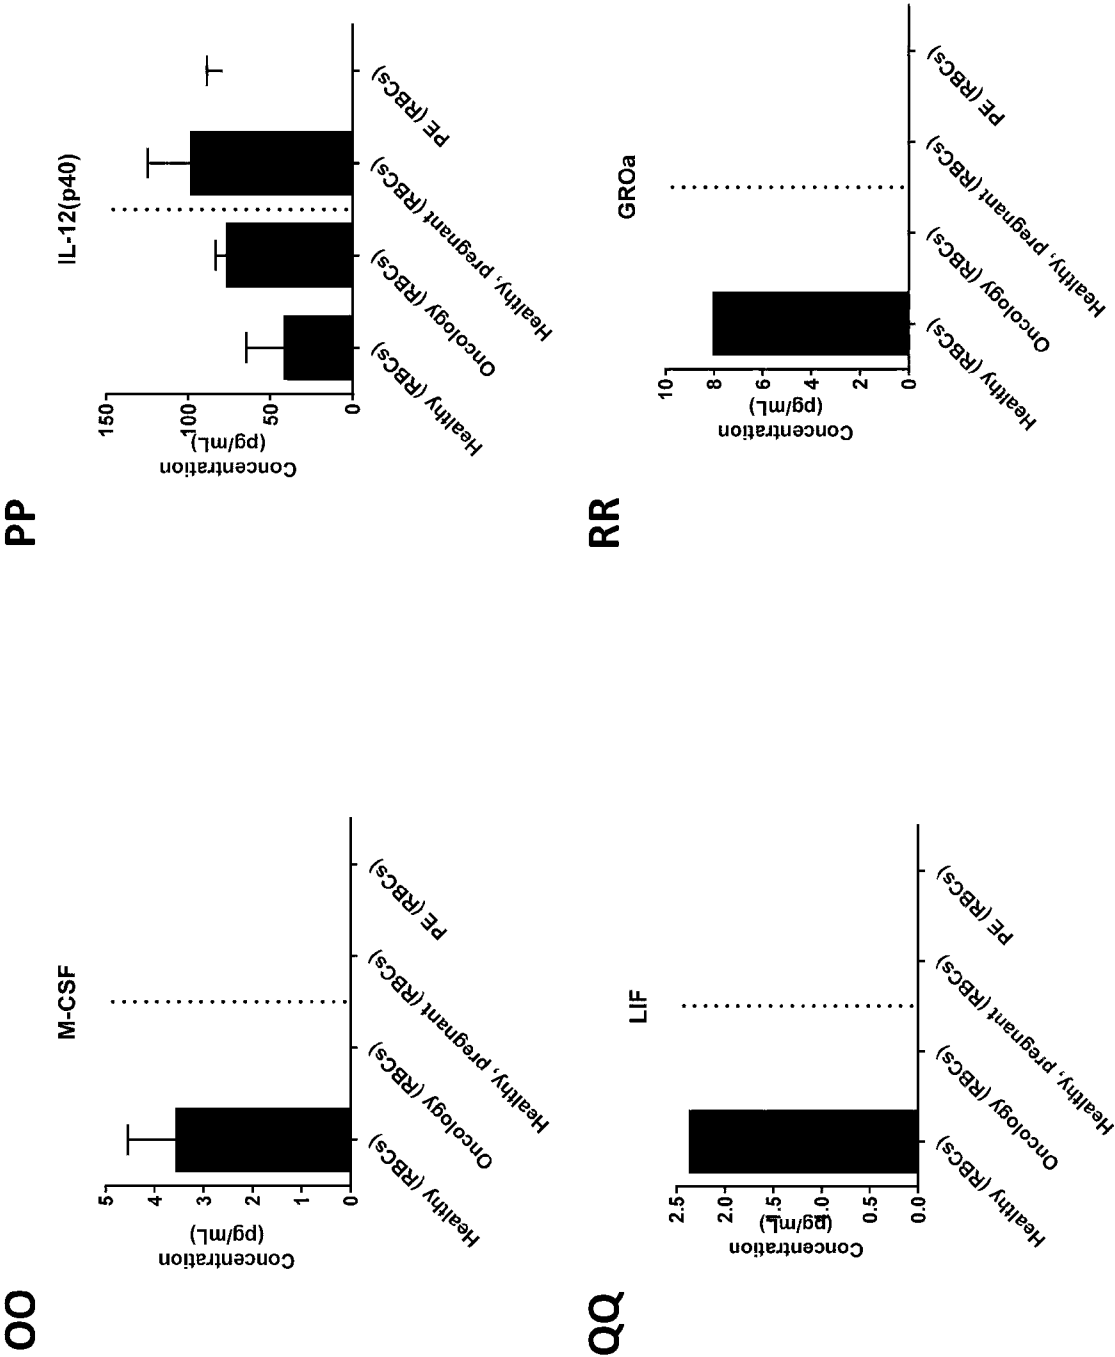 OO
M-CSF
Concentration
(pg/mL)
5
4
3
2
1
0
Healthy (RBCs)
Oncology (RBCs)
Healthy, pregnant (RBCs)
PE (RBCs)
PP
IL-12(p40)
Concentration
(pg/mL)
150
100
50
0
Healthy (RBCs)
Oncology (RBCs)
Healthy, pregnant (RBCs)
PE (RBCs)
QQ
LIF
Concentration
(pg/mL)
2.5
2.0
1.5
1.0
0.5
0.0
Healthy (RBCs)
Oncology (RBCs)
Healthy, pregnant (RBCs)
PE (RBCs)
RR
GROa
Concentration
(pg/mL)
10
8
6
4
2
0
Healthy (RBCs)
Oncology (RBCs)
Healthy, pregnant (RBCs)
PE (RBCs)